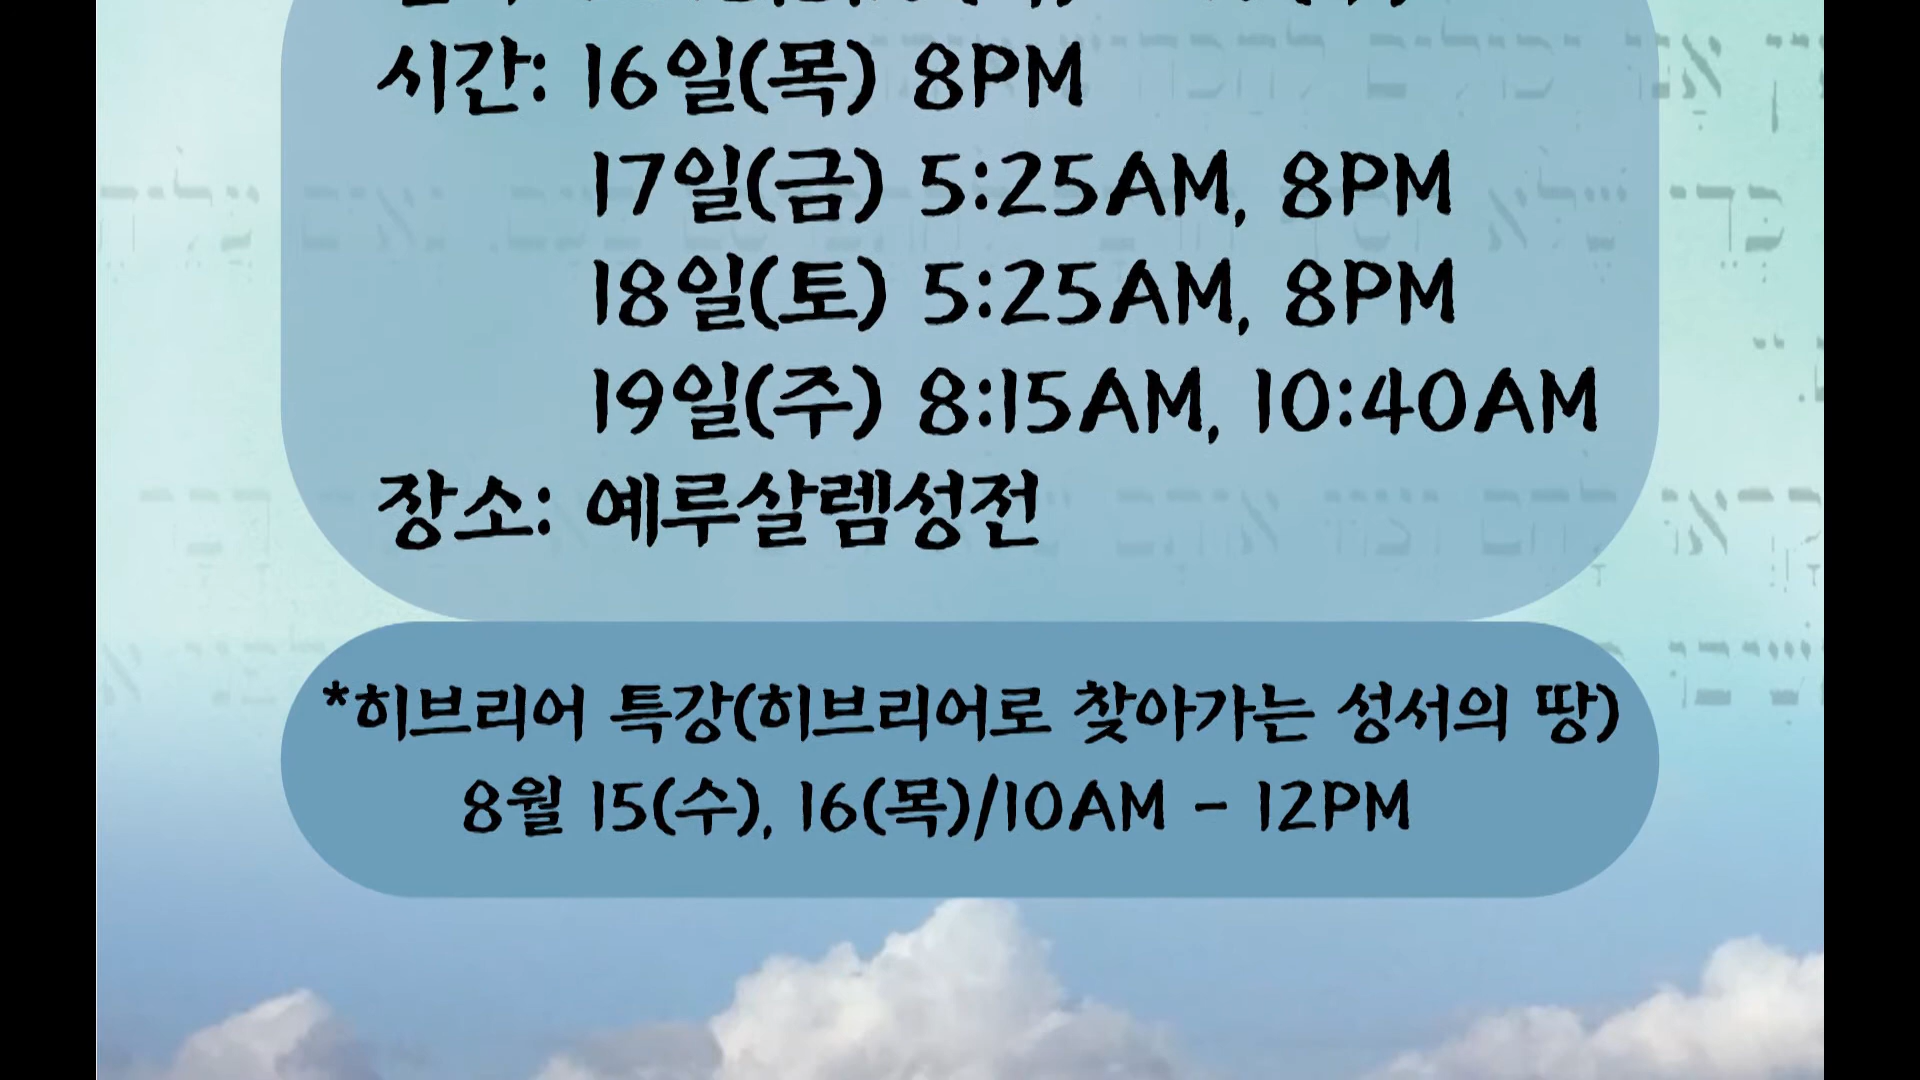 시간: 16일(목) 8PM
17일(금) 5:25AM, 8PM
18일(토) 5:25AM, 8PM
19일(주) 8:15AM, 10:40AM
장소: 예루살렘성전
*히브리어 특강(히브리어로 찾아가는 성서의 땅)
8월 15(수), 16(목)/10AM - 12PM